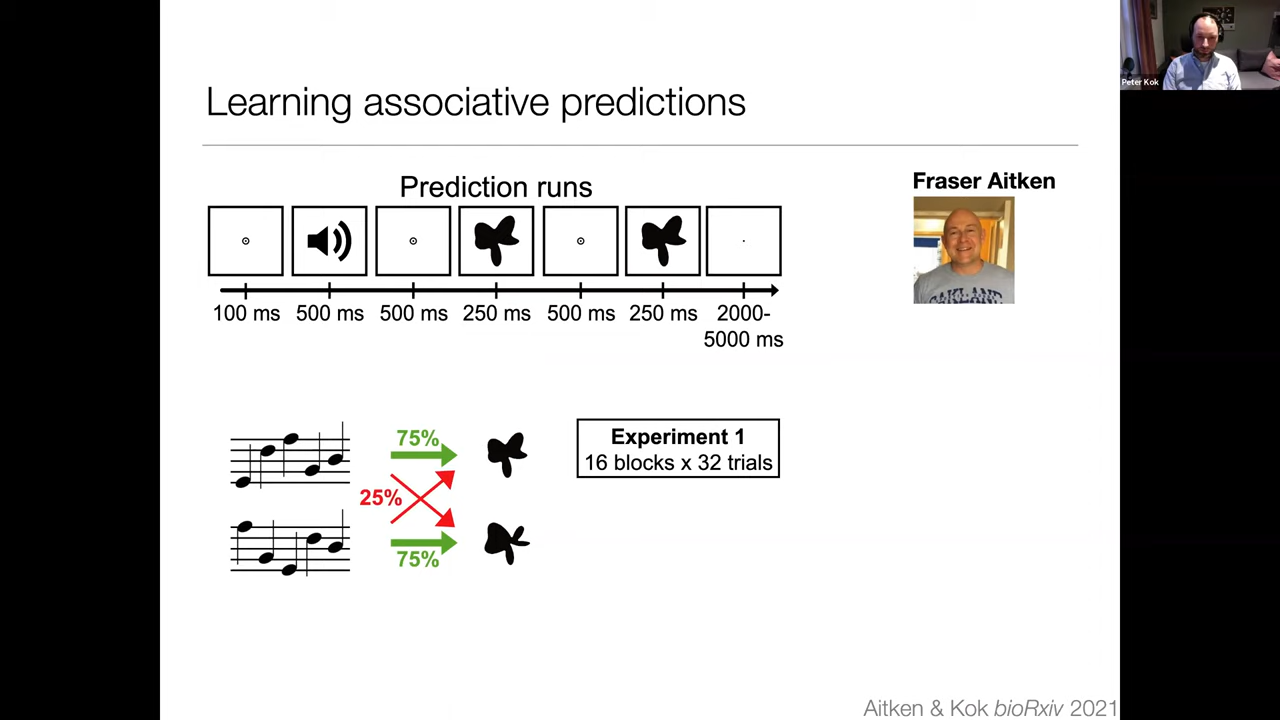 Peter Kok
Learning associative predictions
Prediction runs
Fraser Aitken
OAKLAND
100 ms 500 ms 500 ms 250 ms 500 ms 250 ms 2000-
5000 ms
75%
25%
75%
Experiment 1
16 blocks x 32 trials
Aitken & Kok bioRxiv 2021